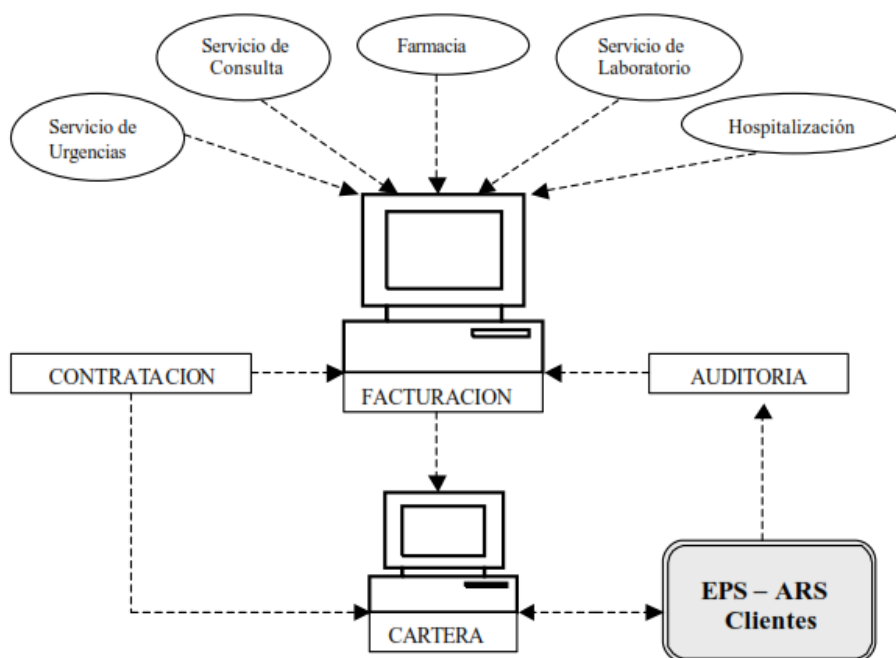 Servicio de
Consulta
Farmacia
Servicio de
Laboratorio
Servicio de
Urgencias
Hospitalización
CONTRATACION
FACTURACION
AUDITORIA
CARTERA
EPS – ARS
Clientes